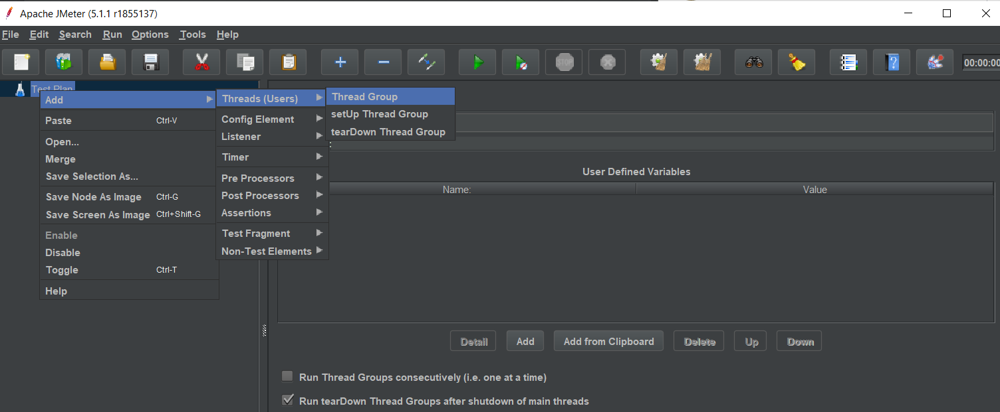 Apache JMeter (5.1.1 r1855137)
File Edit Search Run Options Tools Help
STOP
00:00:00
Test Plan
Add
Paste Ctrl-V
Open...
Merge
Save Selection As...
Save Node As Image Ctrl-G
Save Screen As Image Ctrl+Shift-G
Enable
Disable
Toggle Ctrl-T
Help
Threads (Users)
Config Element
Listener
Timer
Pre Processors
Post Processors
Assertions
Test Fragment
Non-Test Elements
Thread Group
setUp Thread Group
tearDown Thread Group
:
User Defined Variables
Name: Value
Detail Add Add from Clipboard Delete Up Down
Run Thread Groups consecutively (i.e. one at a time)
Run tearDown Thread Groups after shutdown of main threads